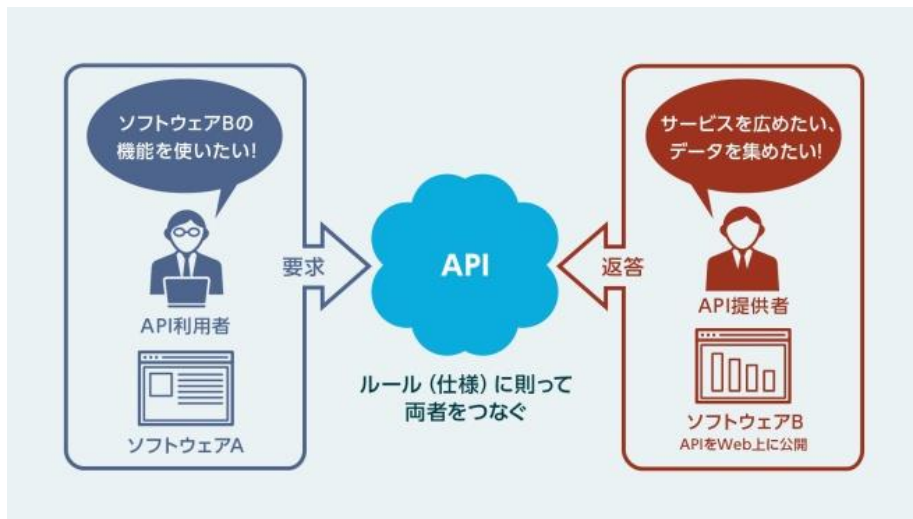 ソフトウェアBの
機能を使いたい!
API利用者
ソフトウェアA
要求
API
ルール（仕様）に則って
両者をつなぐ
返答
サービスを広めたい、
データを集めたい!
API提供者
ソフトウェアB
APIをWeb上に公開